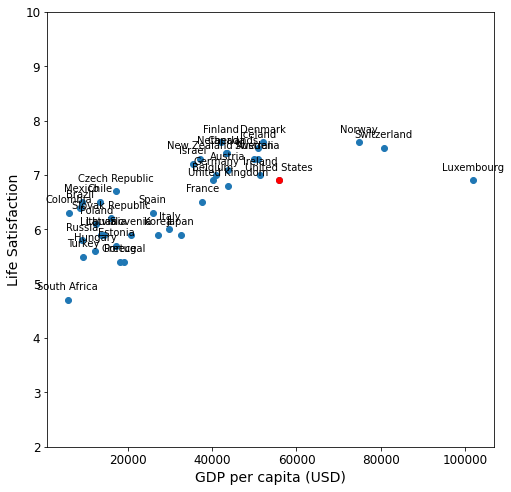 10
9
8
7
6
5
4
3
2
Life Satisfaction
Finland
Denmark
Norway
Iceland
Switzerland
Netherlands
Canada
New Zealand
Sweden
Australia
Israel
Austria
Germany
Ireland
Belgium
United States
Luxembourg
United Kingdom
Czech Republic
France
Mexico
Chile
Brazil
Colombia
Spain
Slovak Republic
Poland
Italy
Lithuania
Latvia
Slovenia
Korea
Japan
Russia
Estonia
Hungary
Turkey
Greece
Portugal
South Africa
20000
40000
60000
80000
100000
GDP per capita (USD)